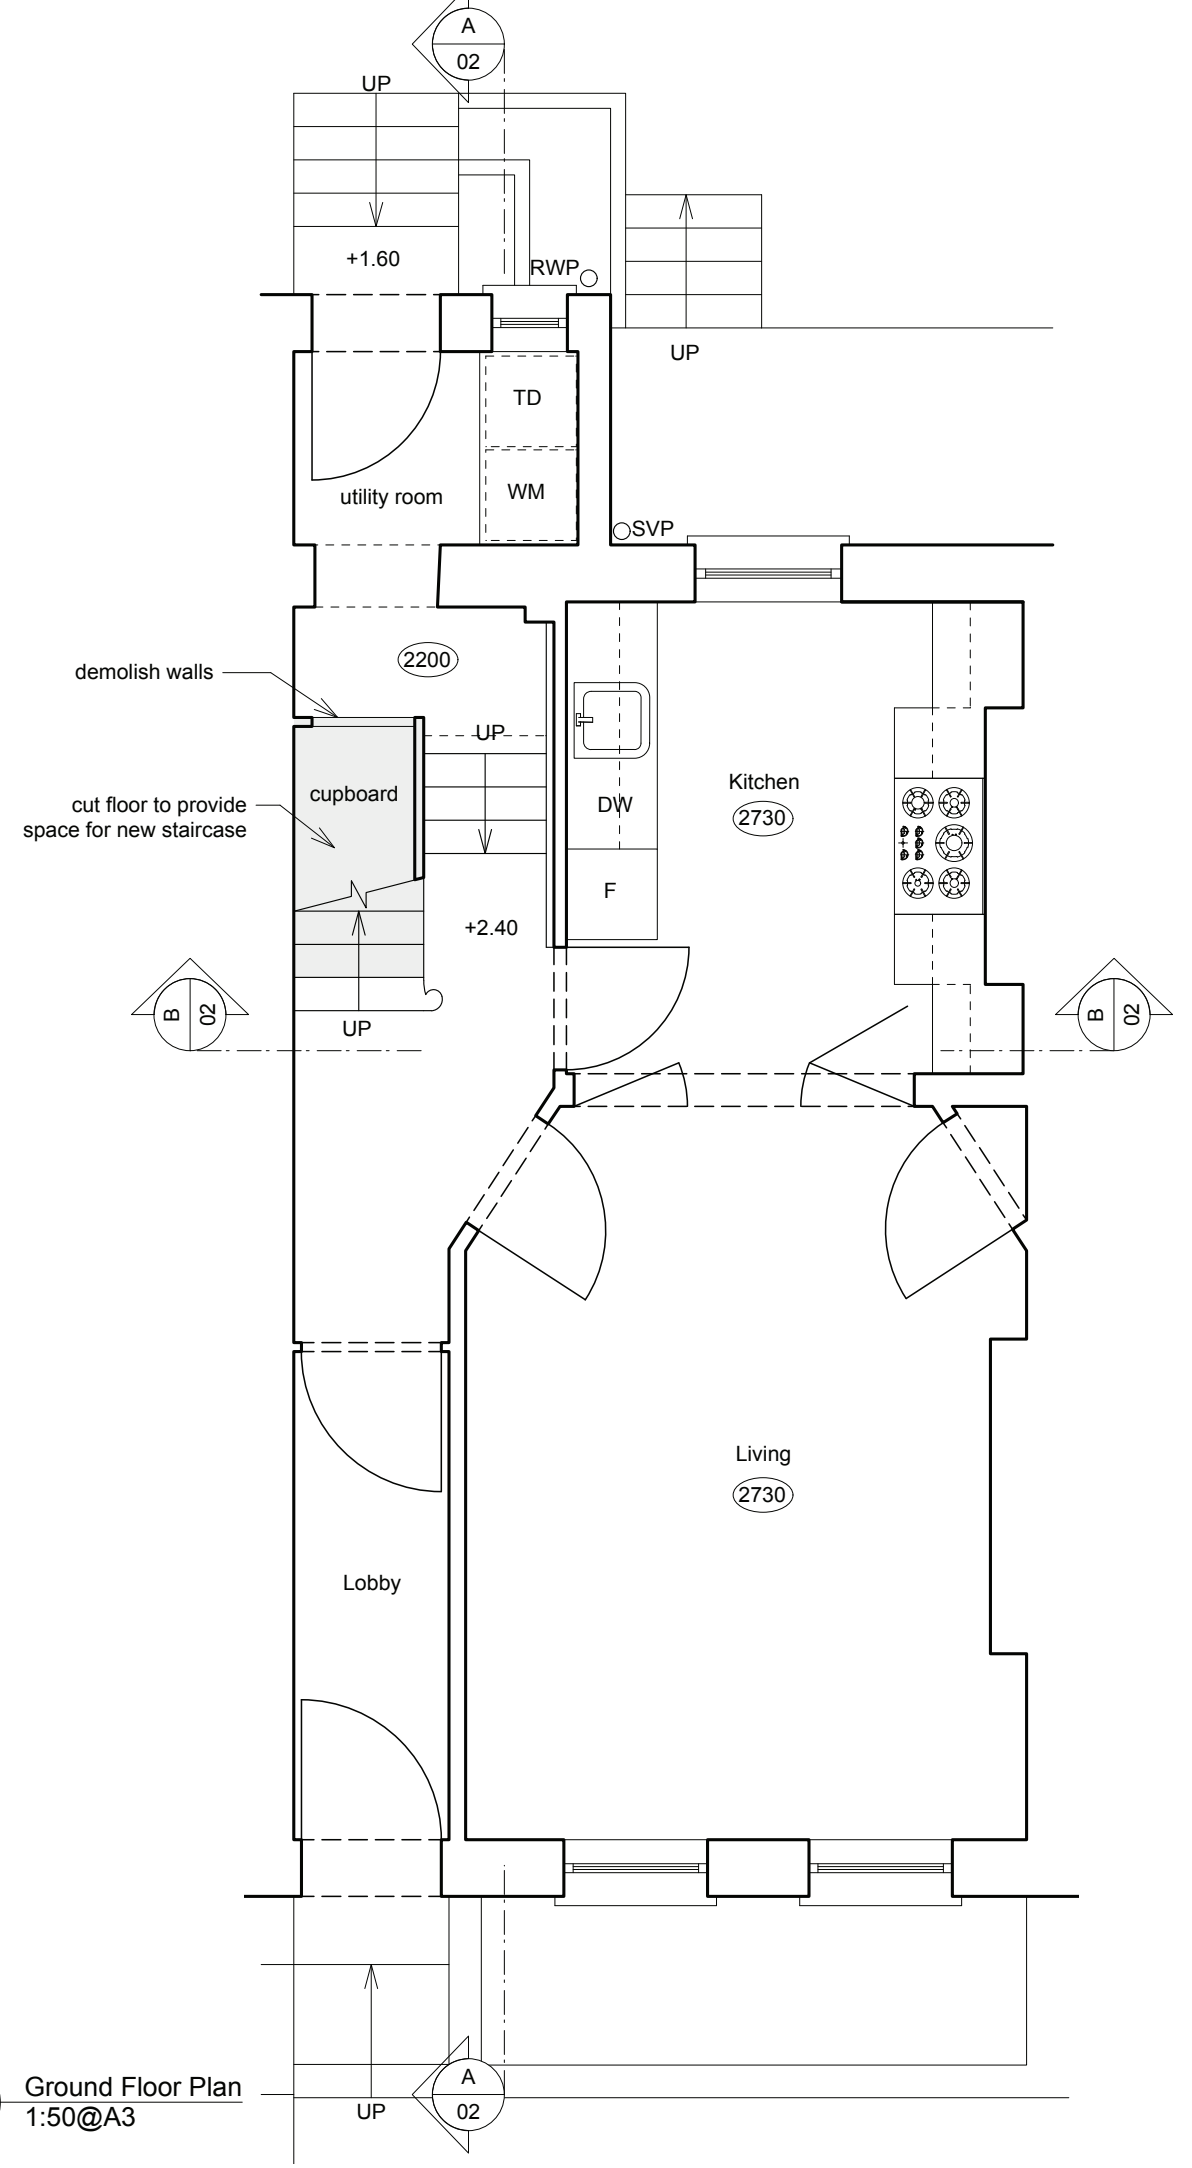 A
02
UP
+1.60
RWP
UP
TD
WM
utility room
SVP
2200
demolish walls
UP
cupboard
cut floor to provide
space for new staircase
Kitchen
2730
DW
F
+2.40
B
02
UP
B
02
Living
2730
Lobby
A
02
UP
Ground Floor Plan
1:50@A3